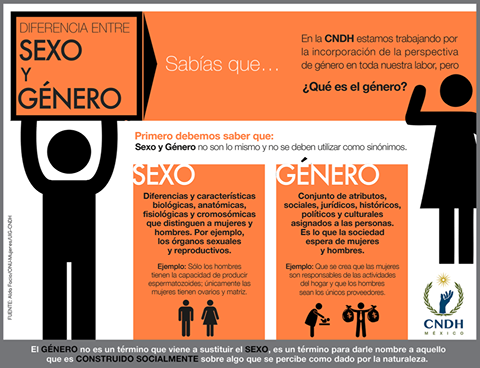 DIFERENCIA ENTRE
SEXO
Y
GÉNERO
Sabías que...
En la CNDH estamos trabajando por
la incorporación de la perspectiva
de género en toda nuestra labor, pero
¿Qué es el género?
Primero debemos saber que:
Sexo y Género no son lo mismo y no se deben utilizar como sinónimos.
SEXO
Diferencias y características
biológicas, anatómicas,
fisiológicas y cromosómicas
que distinguen a mujeres y
hombres. Por ejemplo,
los órganos sexuales
y reproductivos.
Ejemplo: Sólo los hombres
tienen la capacidad de producir
espermatozoides; únicamente las
mujeres tienen ovarios y matriz.
GÉNERO
Conjunto de atributos,
sociales, jurídicos, históricos,
políticos y culturales
asignados a las personas.
Es lo que la sociedad
espera de mujeres
y hombres.
Ejemplo: Que se crea que las mujeres
son responsables de las actividades
del hogar y que los hombres
sean los únicos proveedores.
FUENTE: Alda Facio/ONU-Mujeres/UG-CNDH
CNDH
MÉXICO
El GÉNERO no es un término que viene a sustituir el SEXO, es un término para darle nombre a aquello
que es CONSTRUIDO SOCIALMENTE sobre algo que se percibe como dado por la naturaleza.